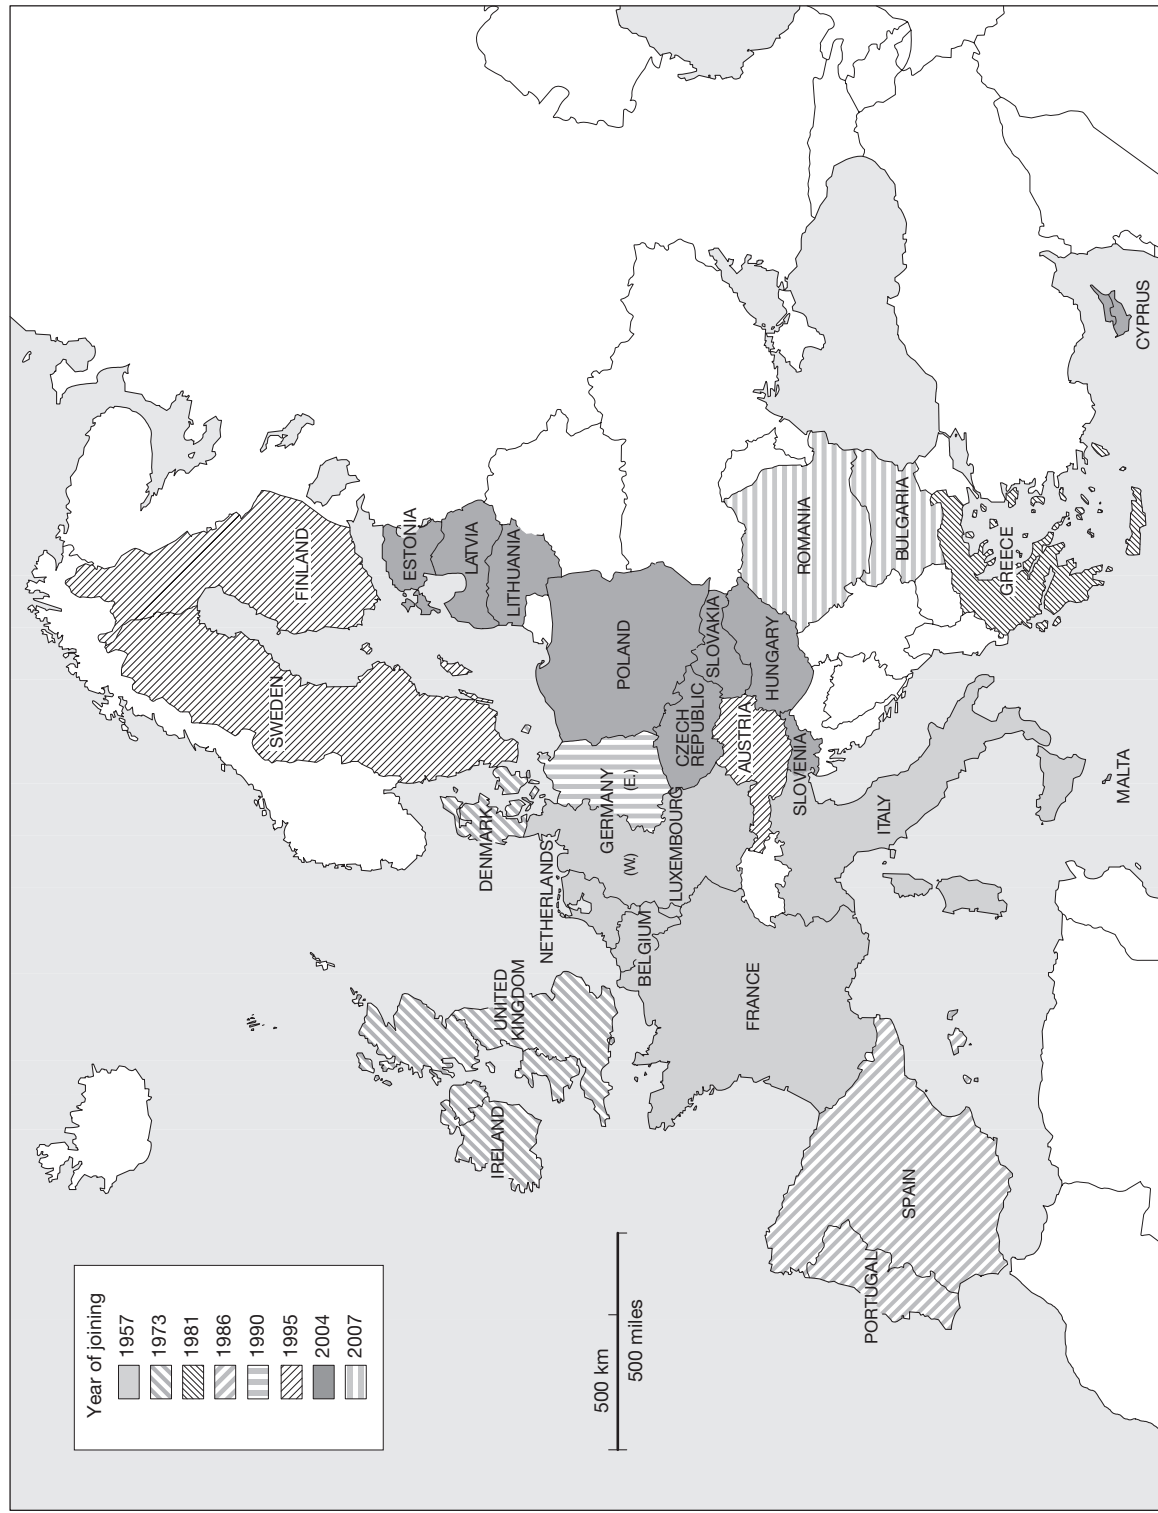 Year of joining
1957
1973
1981
1986
1990
1995
2004
2007
500 km
500 miles
FINLAND
SWEDEN
ESTONIA
LATVIA
LITHUANIA
DENMARK
IRELAND
UNITED
KINGDOM
NETHERLANDS
BELGIUM
LUXEMBOURG
GERMANY
(W.)
(E.)
POLAND
CZECH
REPUBLIC
SLOVAKIA
AUSTRIA
HUNGARY
SLOVENIA
ROMANIA
BULGARIA
FRANCE
ITALY
PORTUGAL
SPAIN
GREECE
MALTA
CYPRUS